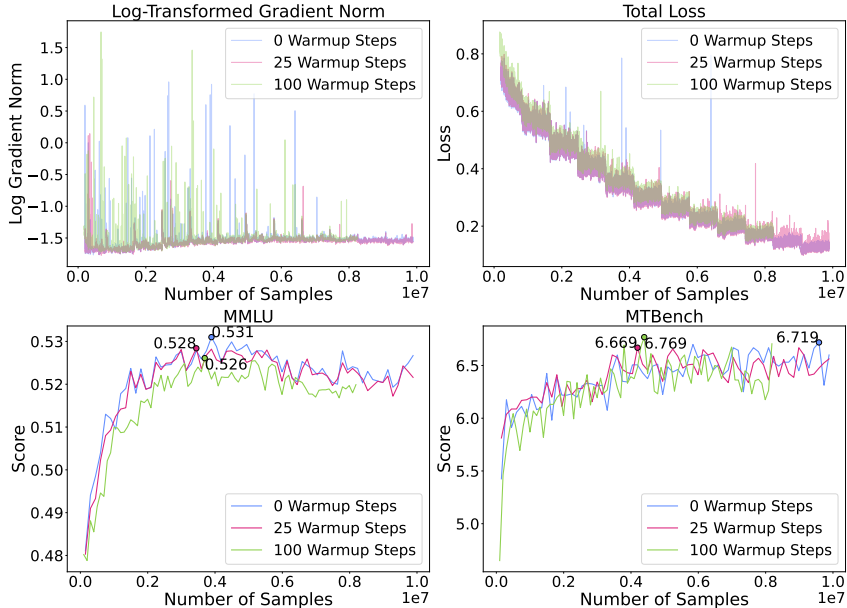 Log-Transformed Gradient Norm
Log Gradient Norm
1.5
1.0
0.5
0.0
−0.5
−1.0
−1.5
0 Warmup Steps
25 Warmup Steps
100 Warmup Steps
0.0 0.2 0.4 0.6 0.8 1.0
Number of Samples
1e7
Total Loss
Loss
0.8
0.6
0.4
0.2
0 Warmup Steps
25 Warmup Steps
100 Warmup Steps
0.0 0.2 0.4 0.6 0.8 1.0
Number of Samples
1e7
MMLU
Score
0.53
0.52
0.51
0.50
0.49
0.48
0.528
0.531
0.526
0 Warmup Steps
25 Warmup Steps
100 Warmup Steps
0.0 0.2 0.4 0.6 0.8 1.0
Number of Samples
1e7
MTBench
Score
6.5
6.0
5.5
5.0
6.669
6.769
6.719
0 Warmup Steps
25 Warmup Steps
100 Warmup Steps
0.0 0.2 0.4 0.6 0.8 1.0
Number of Samples
1e7